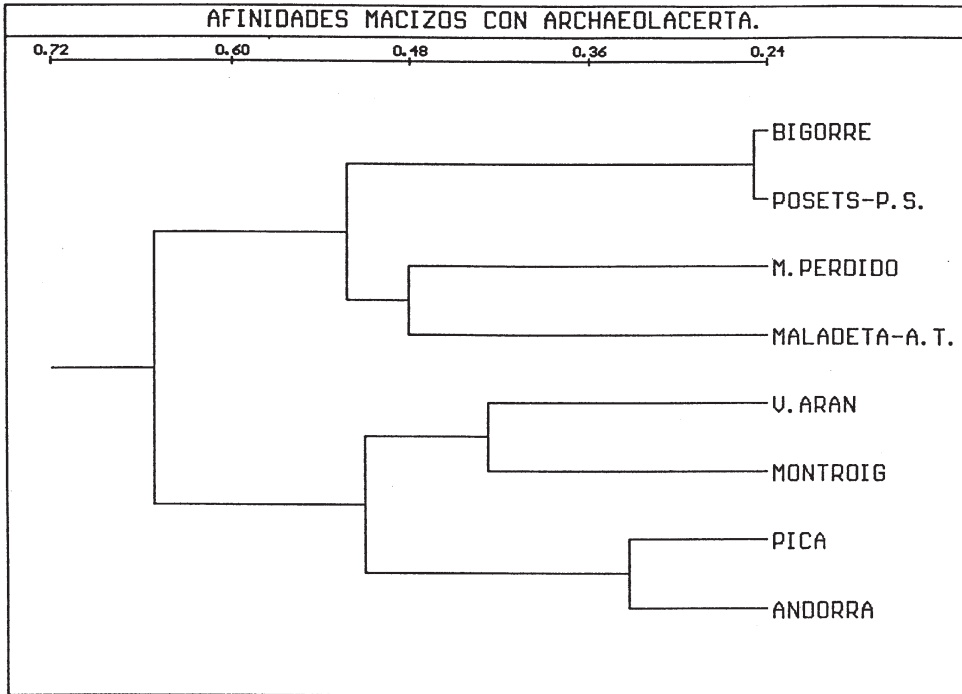 AFINIDADES MACIZOS CON ARCHAEOLACERTA.
0.72 0.60 0.48 0.36 0.24
BIGORRE
POSETS-P.S.
M.PERDIDO
MALADETA-A.T.
V.ARAN
MONTROIG
PICA
ANDORRA